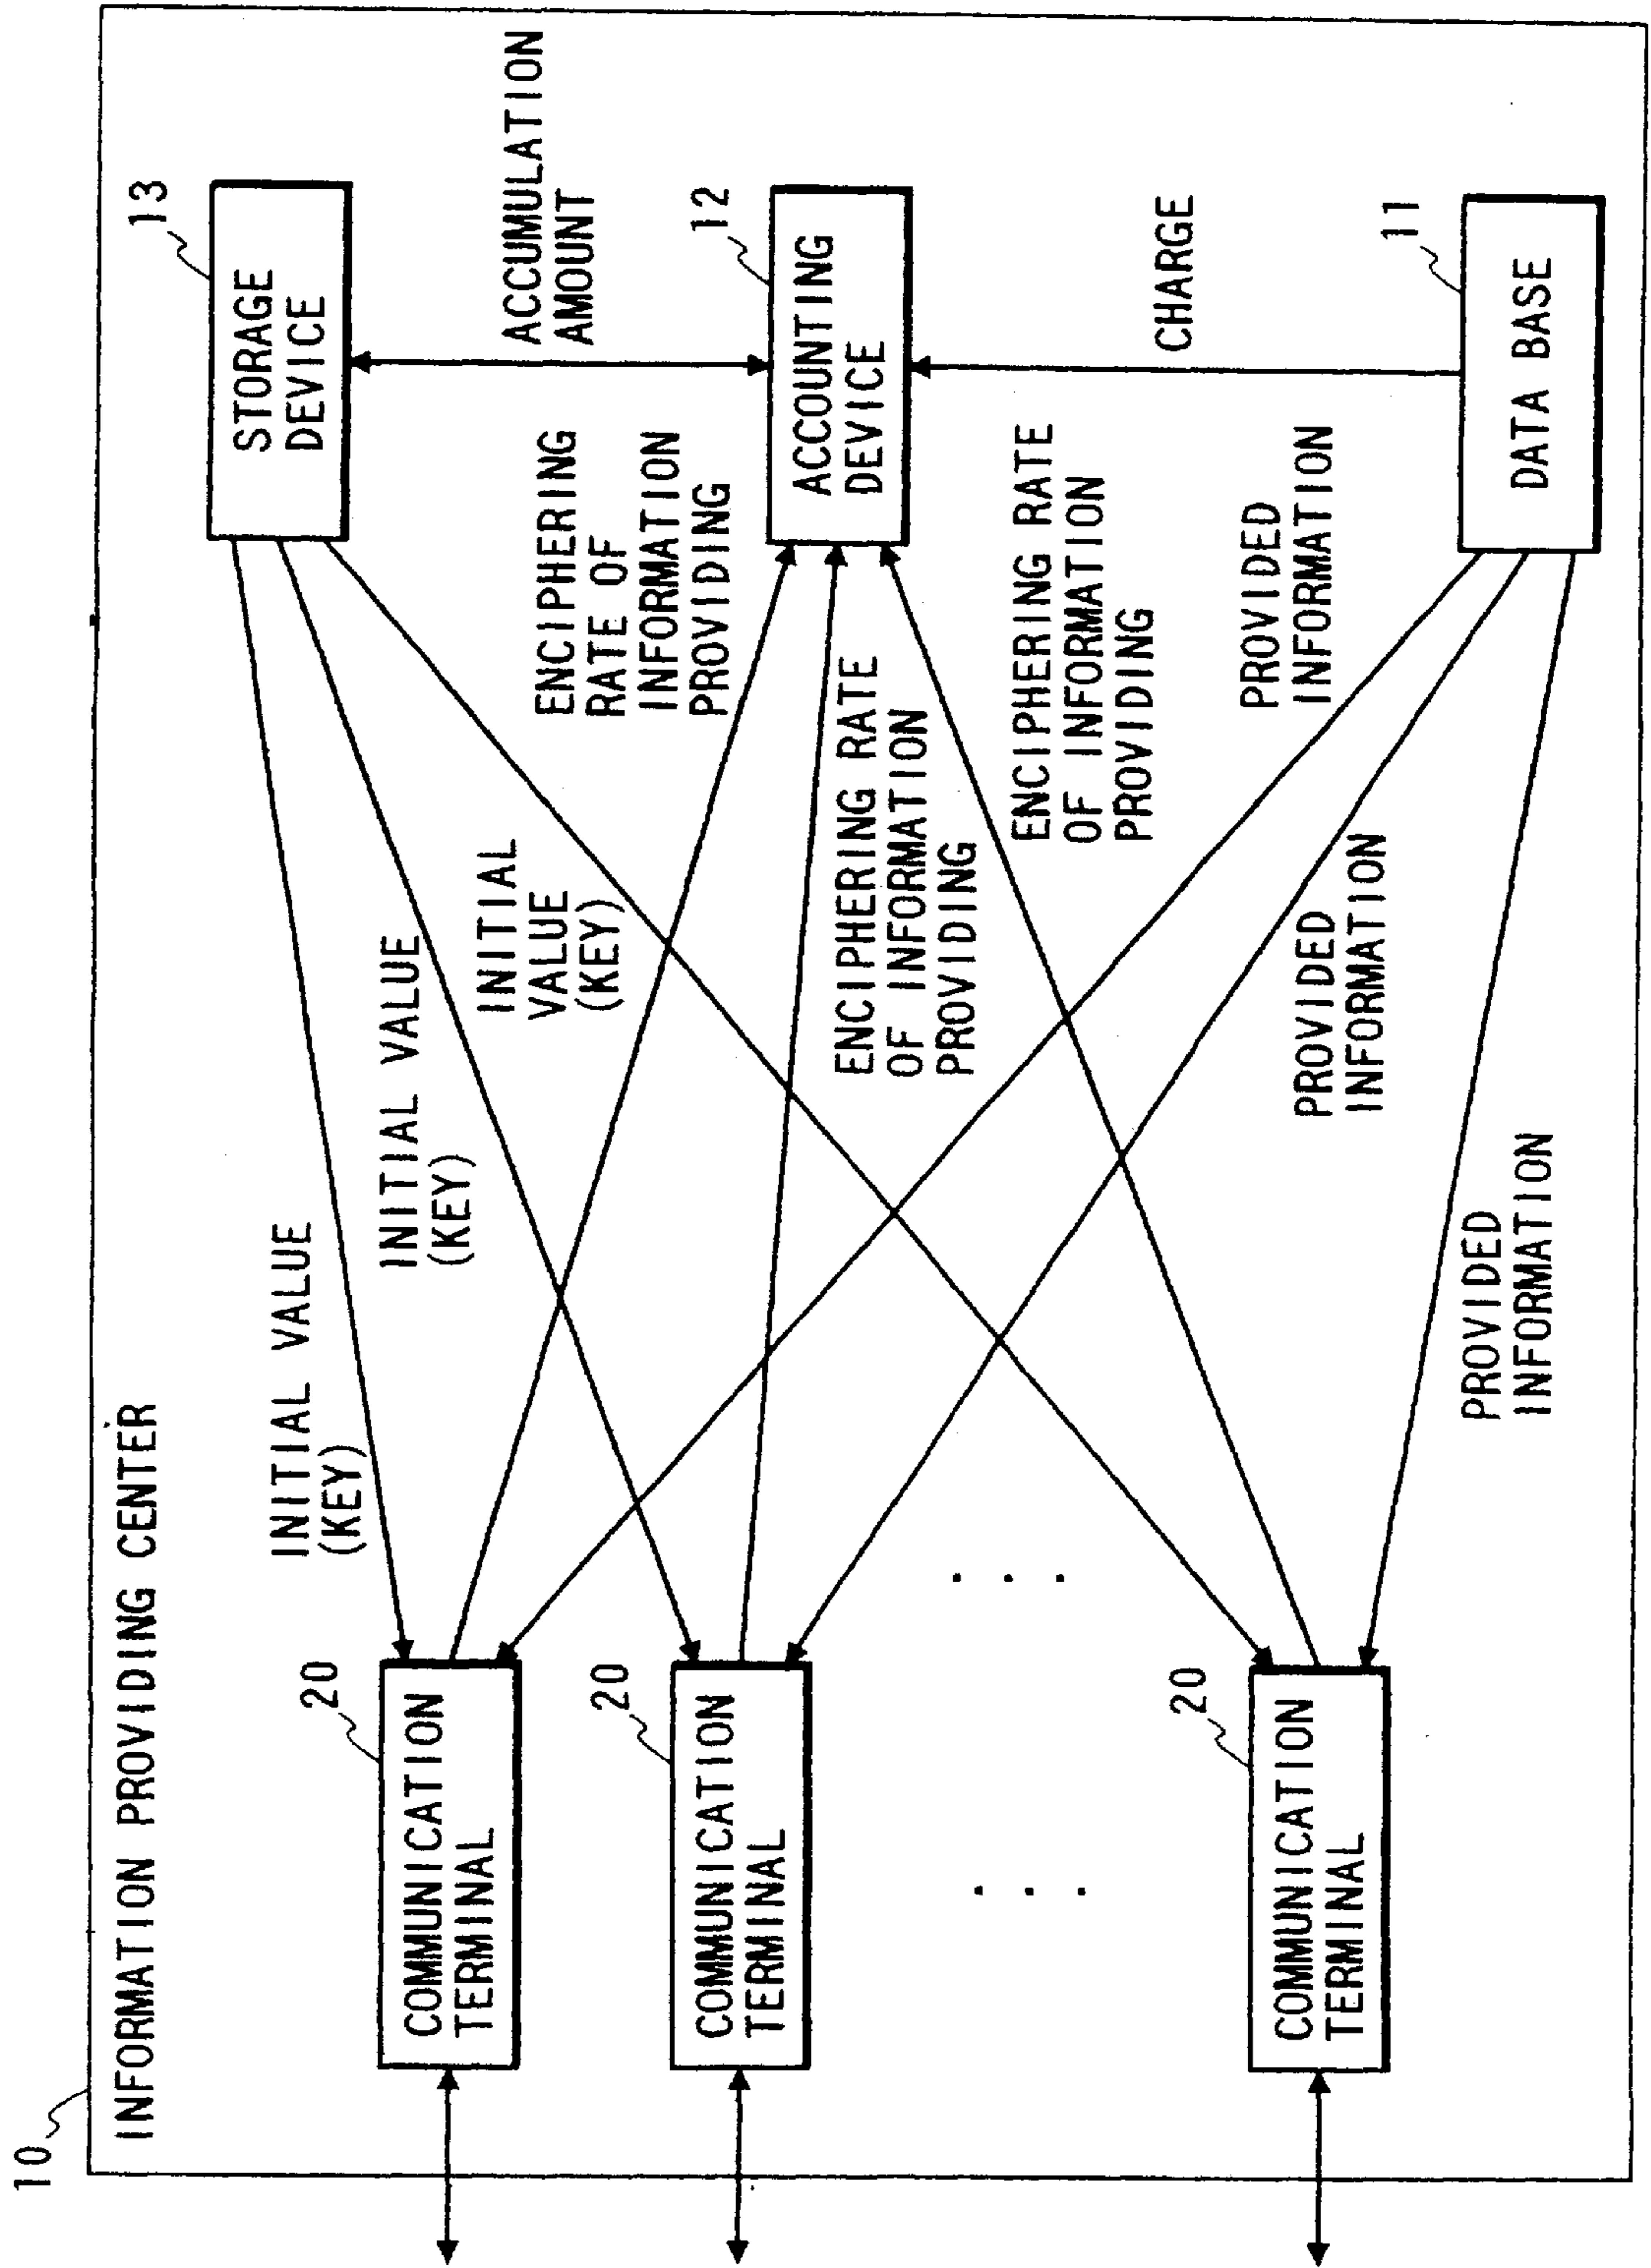 10
INFORMATION PROVIDING CENTER
13
STORAGE
DEVICE
ACCUMULATION
AMOUNT
12
ACCOUNTING
DEVICE
CHARGE
11
DATA BASE
INITIAL VALUE
(KEY)
INITIAL VALUE
(KEY)
INITIAL
VALUE
(KEY)
ENCIPHERING
RATE OF
INFORMATION
PROVIDING
ENCIPHERING RATE
OF INFORMATION
PROVIDING
ENCIPHERING RATE
OF INFORMATION
PROVIDING
PROVIDED
INFORMATION
PROVIDED
INFORMATION
PROVIDED
INFORMATION
20
COMMUNICATION
TERMINAL
20
COMMUNICATION
TERMINAL
20
COMMUNICATION
TERMINAL